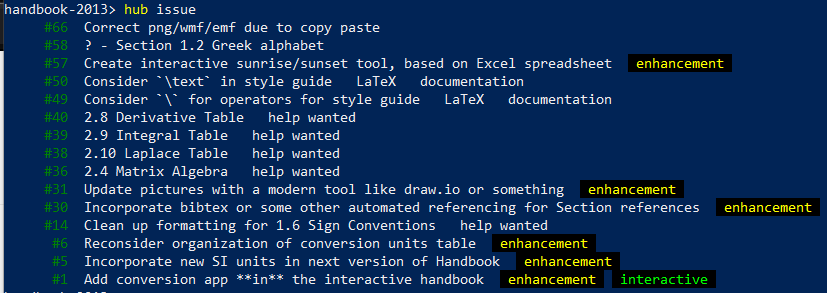 handbook-2013> hub issue
#66 Correct png/wmf/emf due to copy paste
#58 ? - Section 1.2 Greek alphabet
#57 Create interactive sunrise/sunset tool, based on Excel spreadsheet enhancement
#50 Consider `\text` in style guide LaTeX documentation
#49 Consider `\` for operators for style guide LaTeX documentation
#40 2.8 Derivative Table help wanted
#39 2.9 Integral Table help wanted
#38 2.10 Laplace Table help wanted
#36 2.4 Matrix Algebra help wanted
#31 Update pictures with a modern tool like draw.io or something enhancement
#30 Incorporate bibtex or some other automated referencing for Section references enhancement
#14 Clean up formatting for 1.6 Sign Conventions help wanted
#6 Reconsider organization of conversion units table enhancement
#5 Incorporate new SI units in next version of Handbook enhancement
#1 Add conversion app **in** the interactive handbook enhancement interactive